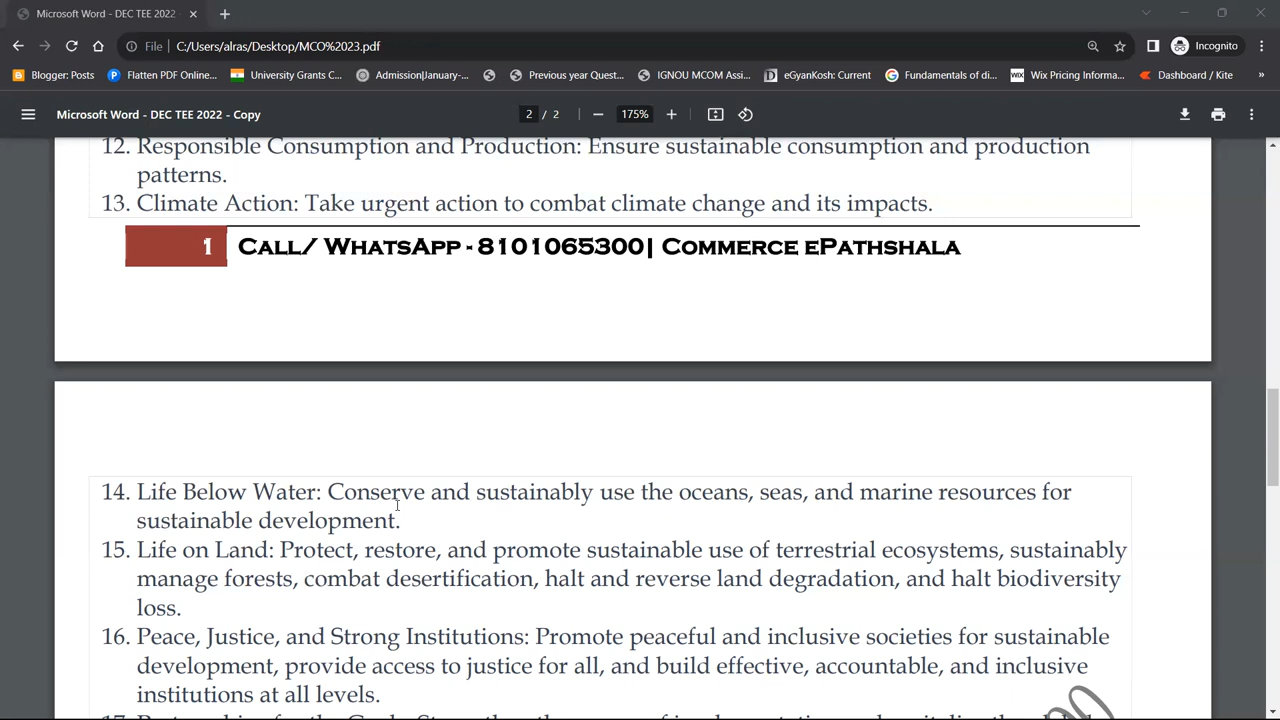 Microsoft Word - DEC TEE 2022
File C:/Users/alras/Desktop/MCO%2023.pdf Incognito
Blogger: Posts Flatten PDF Online... University Grants C... Admission|January-... Previous year Quest... IGNOU MCOM Assi... eGyanKosh: Current Fundamentals of di... WIX Wix Pricing Informa... Dashboard / Kite »
Microsoft Word - DEC TEE 2022 - Copy 2 / 2 175%
12. Responsible Consumption and Production: Ensure sustainable consumption and production
patterns.
13. Climate Action: Take urgent action to combat climate change and its impacts.
1 CALL/ WHATSAPP - 8101065300| COMMERCE EPATHSHALA
14. Life Below Water: Conserve and sustainably use the oceans, seas, and marine resources for
sustainable development.
15. Life on Land: Protect, restore, and promote sustainable use of terrestrial ecosystems, sustainably
manage forests, combat desertification, halt and reverse land degradation, and halt biodiversity
loss.
16. Peace, Justice, and Strong Institutions: Promote peaceful and inclusive societies for sustainable
development, provide access to justice for all, and build effective, accountable, and inclusive
institutions at all levels.